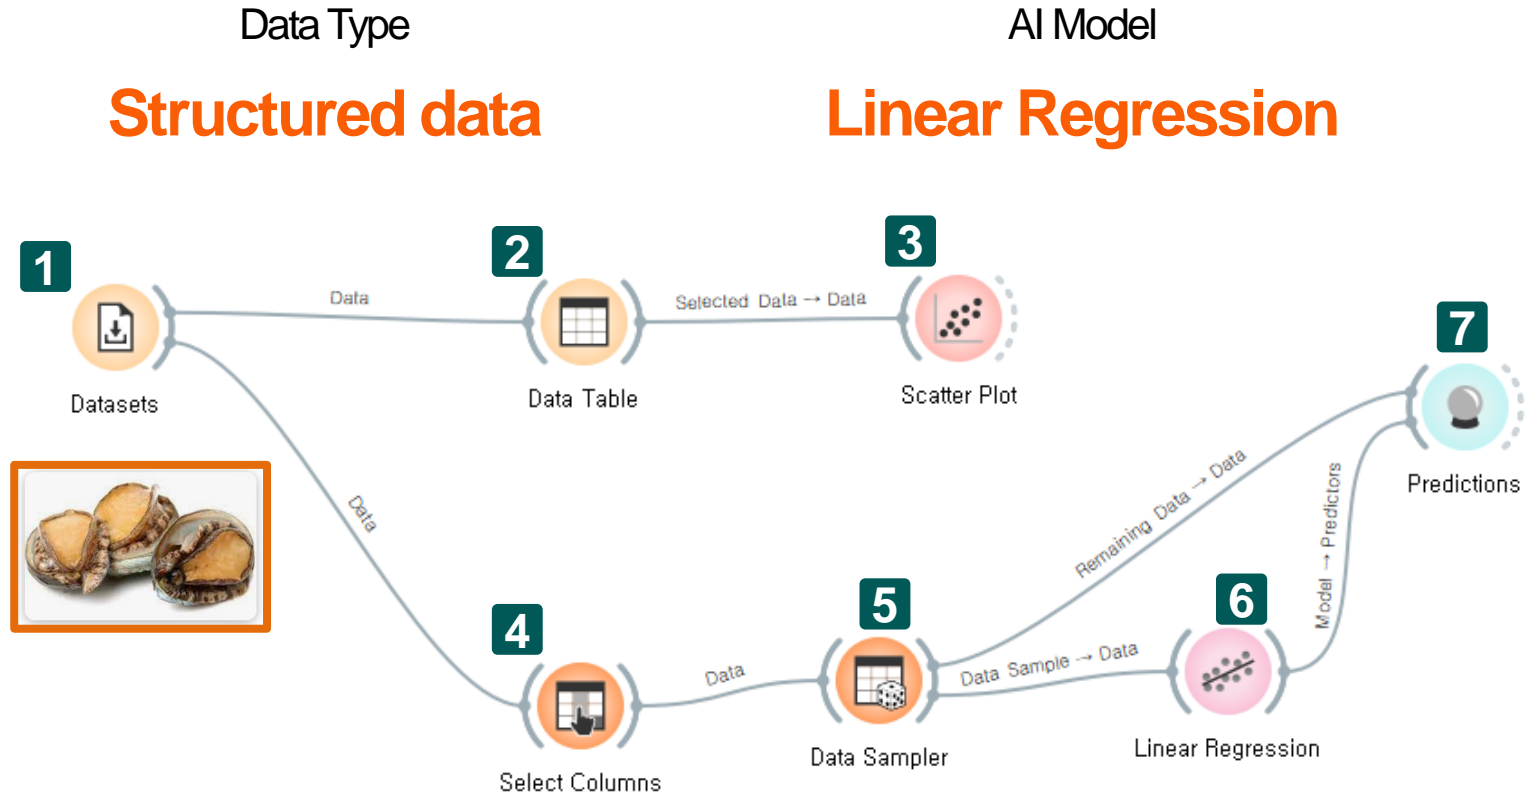 Data Type
AI Model
Structured data
Linear Regression
1
2
3
7
Data
Selected Data → Data
Datasets
Data Table
Scatter Plot
Predictions
Data
Remaining Data → Data
Model → Predictors
4
5
6
Data
Data Sample → Data
Select Columns
Data Sampler
Linear Regression